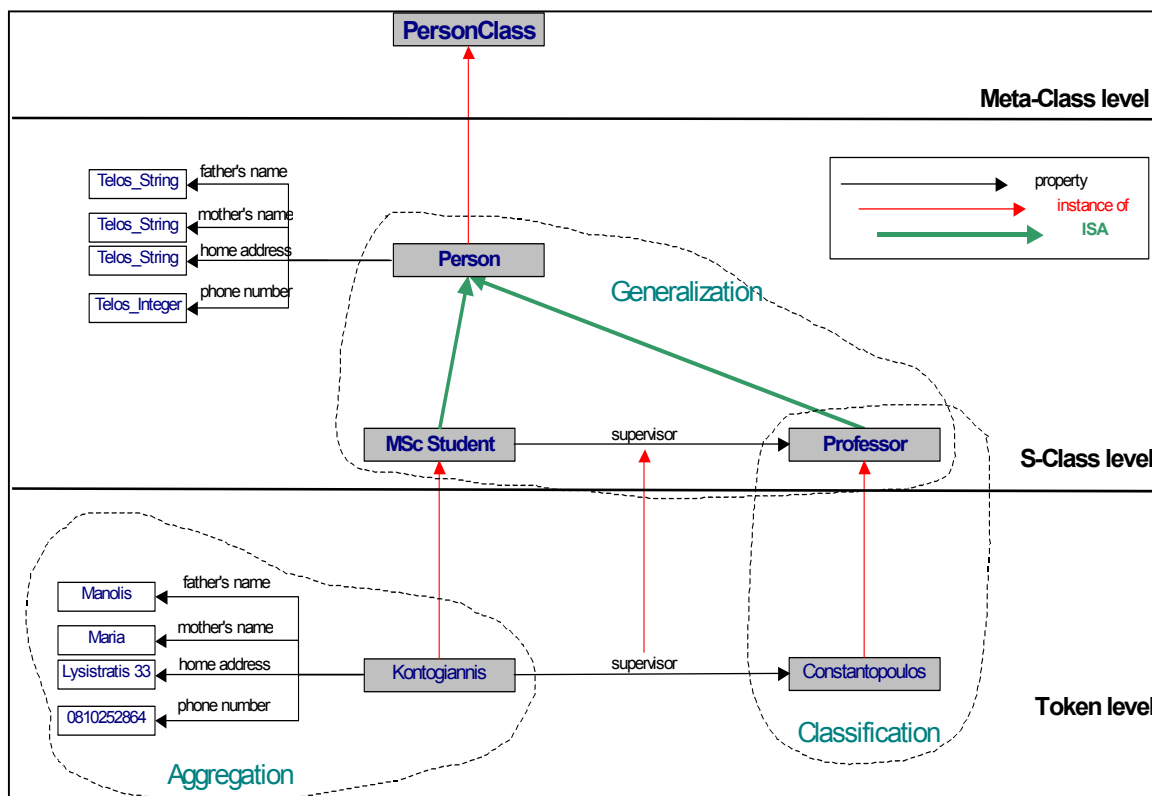 PersonClass
Meta-Class level
father's name
Telos_String
mother's name
Telos_String
home address
Telos_String
phone number
Telos_Integer
Person
property
instance of
ISA
Generalization
MSc Student
supervisor
Professor
S-Class level
father's name
Manolis
mother's name
Maria
home address
Lysistratis 33
phone number
0810252864
Kontogiannis
supervisor
Constantopoulos
Token level
Classification
Aggregation